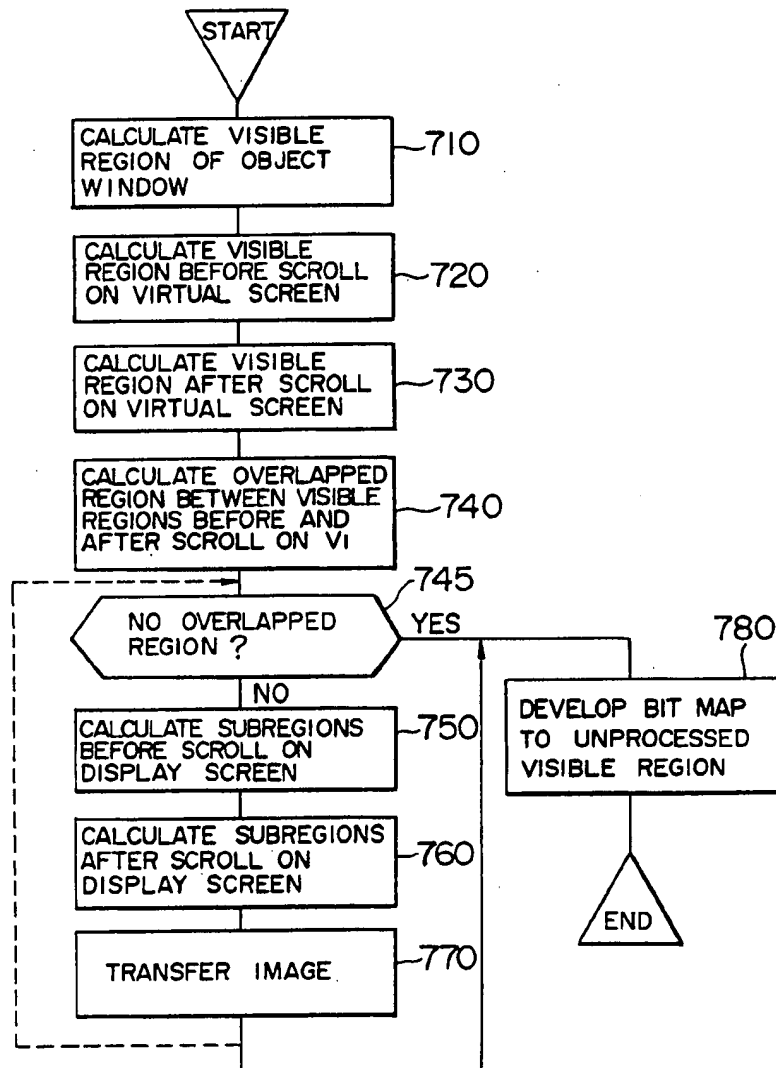 START
CALCULATE VISIBLE
REGION OF OBJECT
WINDOW
710
CALCULATE VISIBLE
REGION BEFORE SCROLL
ON VIRTUAL SCREEN
720
CALCULATE VISIBLE
REGION AFTER SCROLL
ON VIRTUAL SCREEN
730
CALCULATE OVERLAPPED
REGION BETWEEN VISIBLE
REGIONS BEFORE AND
AFTER SCROLL ON VI
740
745
NO OVERLAPPED
REGION ?
YES
NO
780
DEVELOP BIT MAP
TO UNPROCESSED
VISIBLE REGION
CALCULATE SUBREGIONS
BEFORE SCROLL ON
DISPLAY SCREEN
750
CALCULATE SUBREGIONS
AFTER SCROLL ON
DISPLAY SCREEN
760
END
TRANSFER IMAGE
770